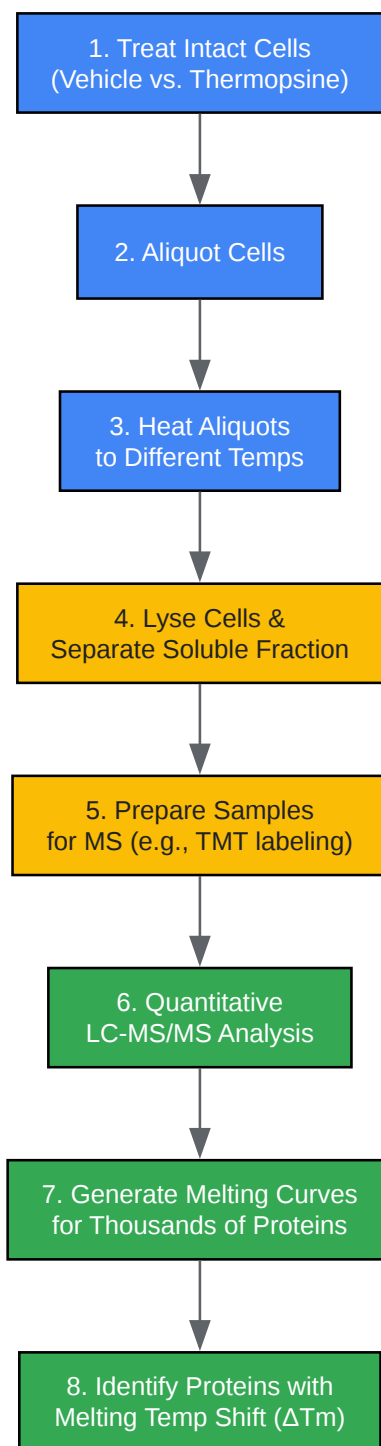 1. Treat Intact Cells
(Vehicle vs. Thermopsine)
2. Aliquot Cells
3. Heat Aliquots
to Different Temps
4. Lyse Cells &
Separate Soluble Fraction
5. Prepare Samples
for MS (e.g., TMT labeling)
6. Quantitative
LC-MS/MS Analysis
7. Generate Melting Curves
for Thousands of Proteins
8. Identify Proteins with
Melting Temp Shift (ΔTm)